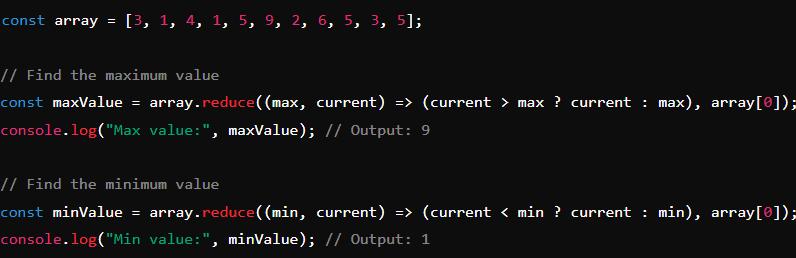 const array = [3, 1, 4, 1, 5, 9, 2, 6, 5, 3, 5];
// Find the maximum value
const maxValue = array.reduce((max, current) => (current > max ? current : max), array[0]);
console.log("Max value:", maxValue); // Output: 9
// Find the minimum value
const minValue = array.reduce((min, current) => (current < min ? current : min), array[0]);
console.log("Min value:", minValue); // Output: 1